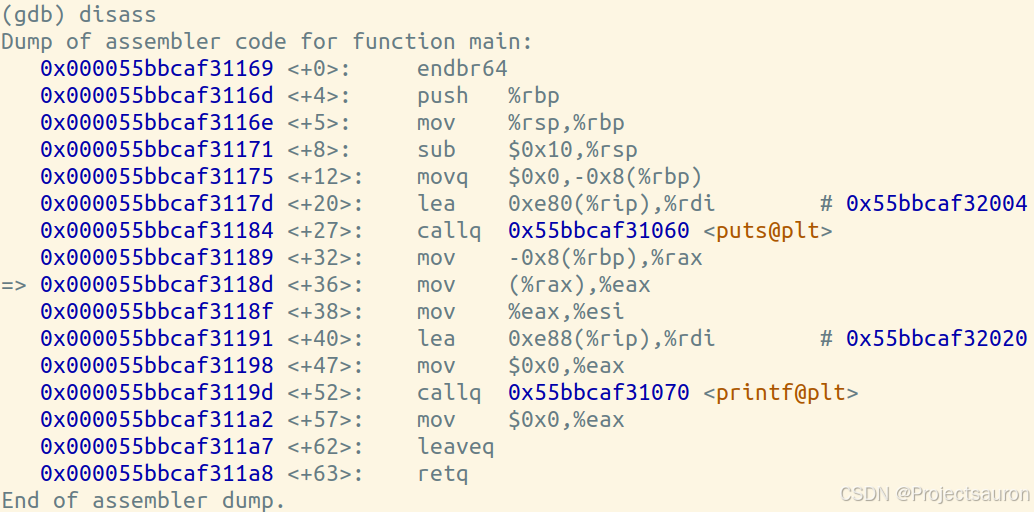 (gdb) disass
Dump of assembler code for function main:
   0x000055bbcaf31169 <+0>:     endbr64
   0x000055bbcaf3116d <+4>:     push   %rbp
   0x000055bbcaf3116e <+5>:     mov    %rsp,%rbp
   0x000055bbcaf31171 <+8>:     sub    $0x10,%rsp
   0x000055bbcaf31175 <+12>:    movq   $0x0,-0x8(%rbp)
   0x000055bbcaf3117d <+20>:    lea    0xe80(%rip),%rdi        # 0x55bbcaf32004
   0x000055bbcaf31184 <+27>:    callq  0x55bbcaf31060 <puts@plt>
   0x000055bbcaf31189 <+32>:    mov    -0x8(%rbp),%rax
=> 0x000055bbcaf3118d <+36>:    mov    (%rax),%eax
   0x000055bbcaf3118f <+38>:    mov    %eax,%esi
   0x000055bbcaf31191 <+40>:    lea    0xe88(%rip),%rdi        # 0x55bbcaf32020
   0x000055bbcaf31198 <+47>:    mov    $0x0,%eax
   0x000055bbcaf3119d <+52>:    callq  0x55bbcaf31070 <printf@plt>
   0x000055bbcaf311a2 <+57>:    mov    $0x0,%eax
   0x000055bbcaf311a7 <+62>:    leaveq
   0x000055bbcaf311a8 <+63>:    retq
End of assembler dump.
CSDN @Projectsauron